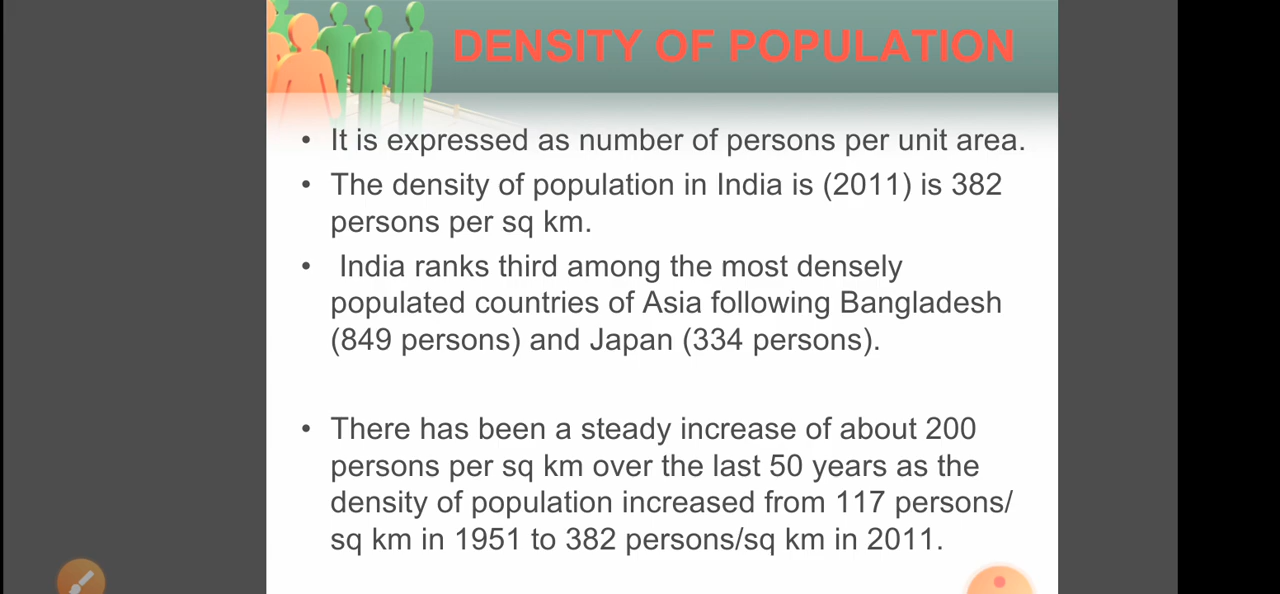 DENSITY OF POPULATION
• It is expressed as number of persons per unit area.
• The density of population in India is (2011) is 382
persons per sq km.
• India ranks third among the most densely
populated countries of Asia following Bangladesh
(849 persons) and Japan (334 persons).
• There has been a steady increase of about 200
persons per sq km over the last 50 years as the
density of population increased from 117 persons/
sq km in 1951 to 382 persons/sq km in 2011.